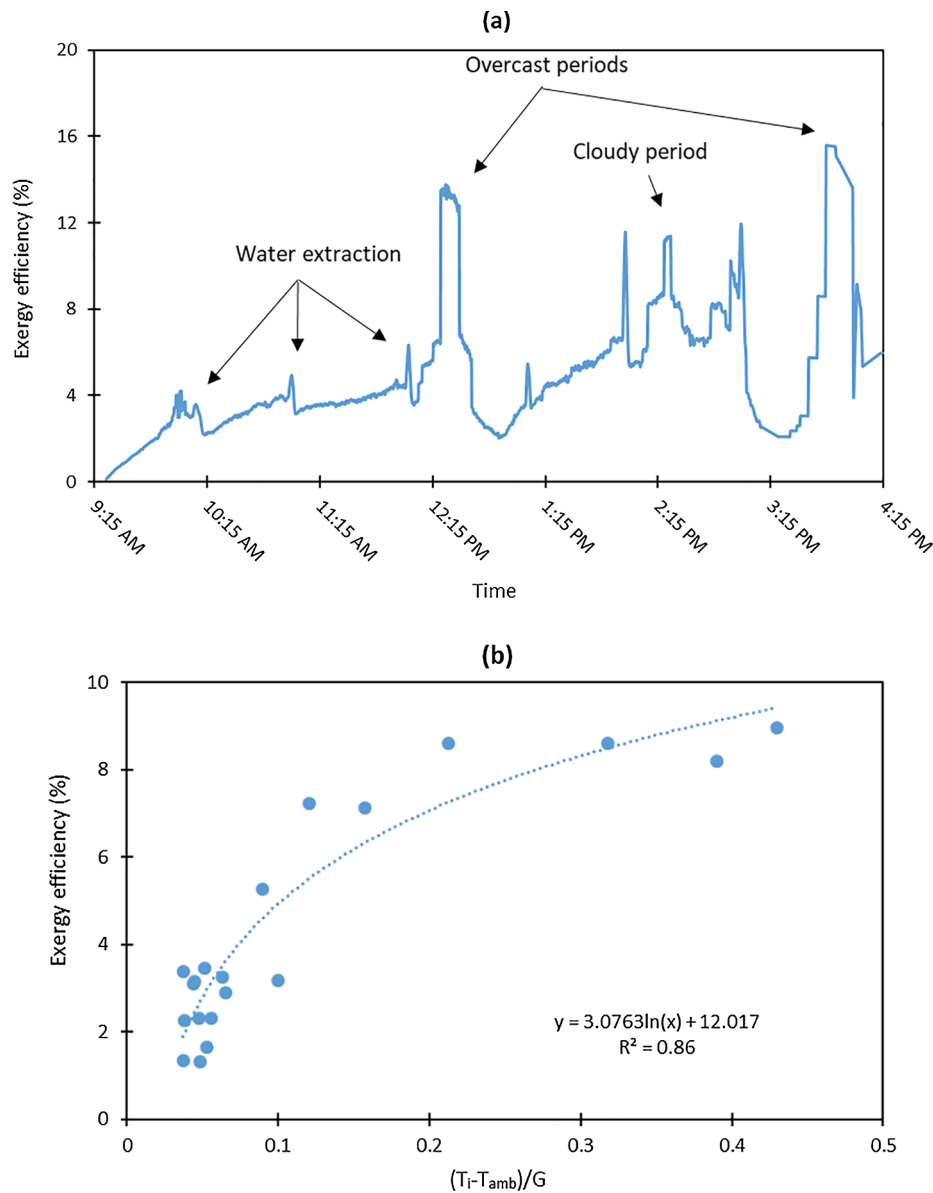 (a)
20
16
12
8
4
0
Exergy efficiency (%)
Overcast periods
Cloudy period
Water extraction
9:15 AM
10:15 AM
11:15 AM
12:15 PM
1:15 PM
2:15 PM
3:15 PM
4:15 PM
Time
(b)
10
8
6
4
2
0
Exergy efficiency (%)
y = 3.0763ln(x) + 12.017
R² = 0.86
0
0.1
0.2
0.3
0.4
0.5
(Ti-Tamb)/G